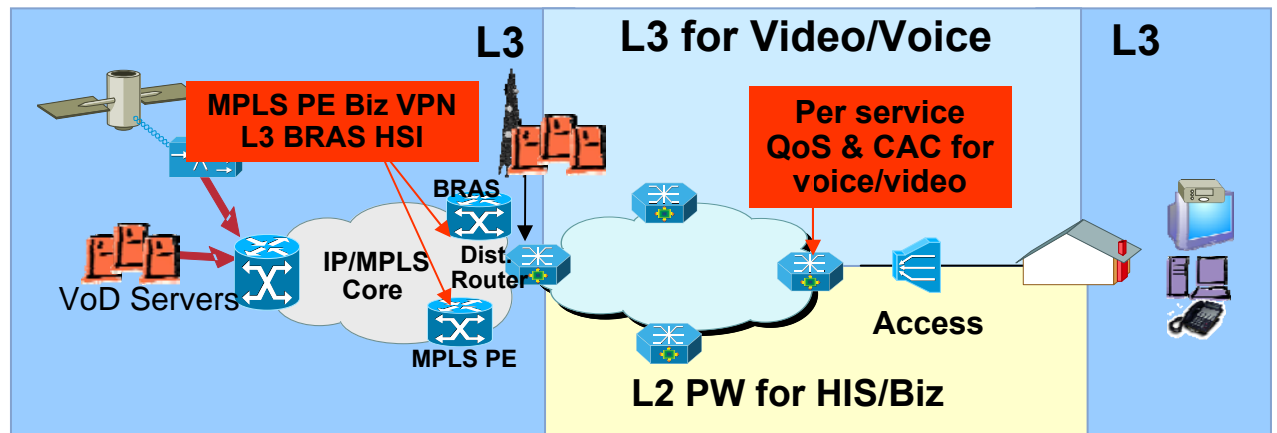 L3
L3 for Video/Voice
L3
MPLS PE Biz VPN
L3 BRAS HSI
Per service
QoS & CAC for
voice/video
BRAS
IP/MPLS
Core
Dist.
Router
VoD Servers
MPLS PE
Access
L2 PW for HIS/Biz